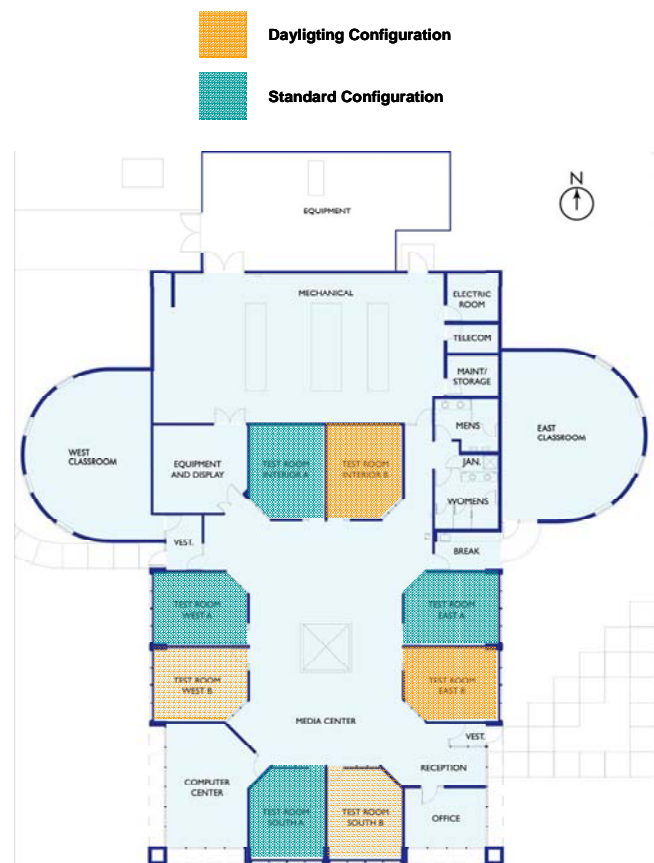 Dayligting Configuration
Standard Configuration
N
EQUIPMENT
MECHANICAL
ELECTRIC
ROOM
TELECOM
MAINT/
STORAGE
MENS
WEST
CLASSROOM
EAST
CLASSROOM
EQUIPMENT
AND DISPLAY
TEST ROOM
INTERIOR A
TEST ROOM
INTERIOR B
JAN.
WOMENS
VEST.
BREAK
TEST ROOM
WEST A
TEST ROOM
EAST A
TEST ROOM
WEST B
TEST ROOM
EAST B
MEDIA CENTER
VEST.
RECEPTION
COMPUTER
CENTER
TEST ROOM
SOUTH A
TEST ROOM
SOUTH B
OFFICE